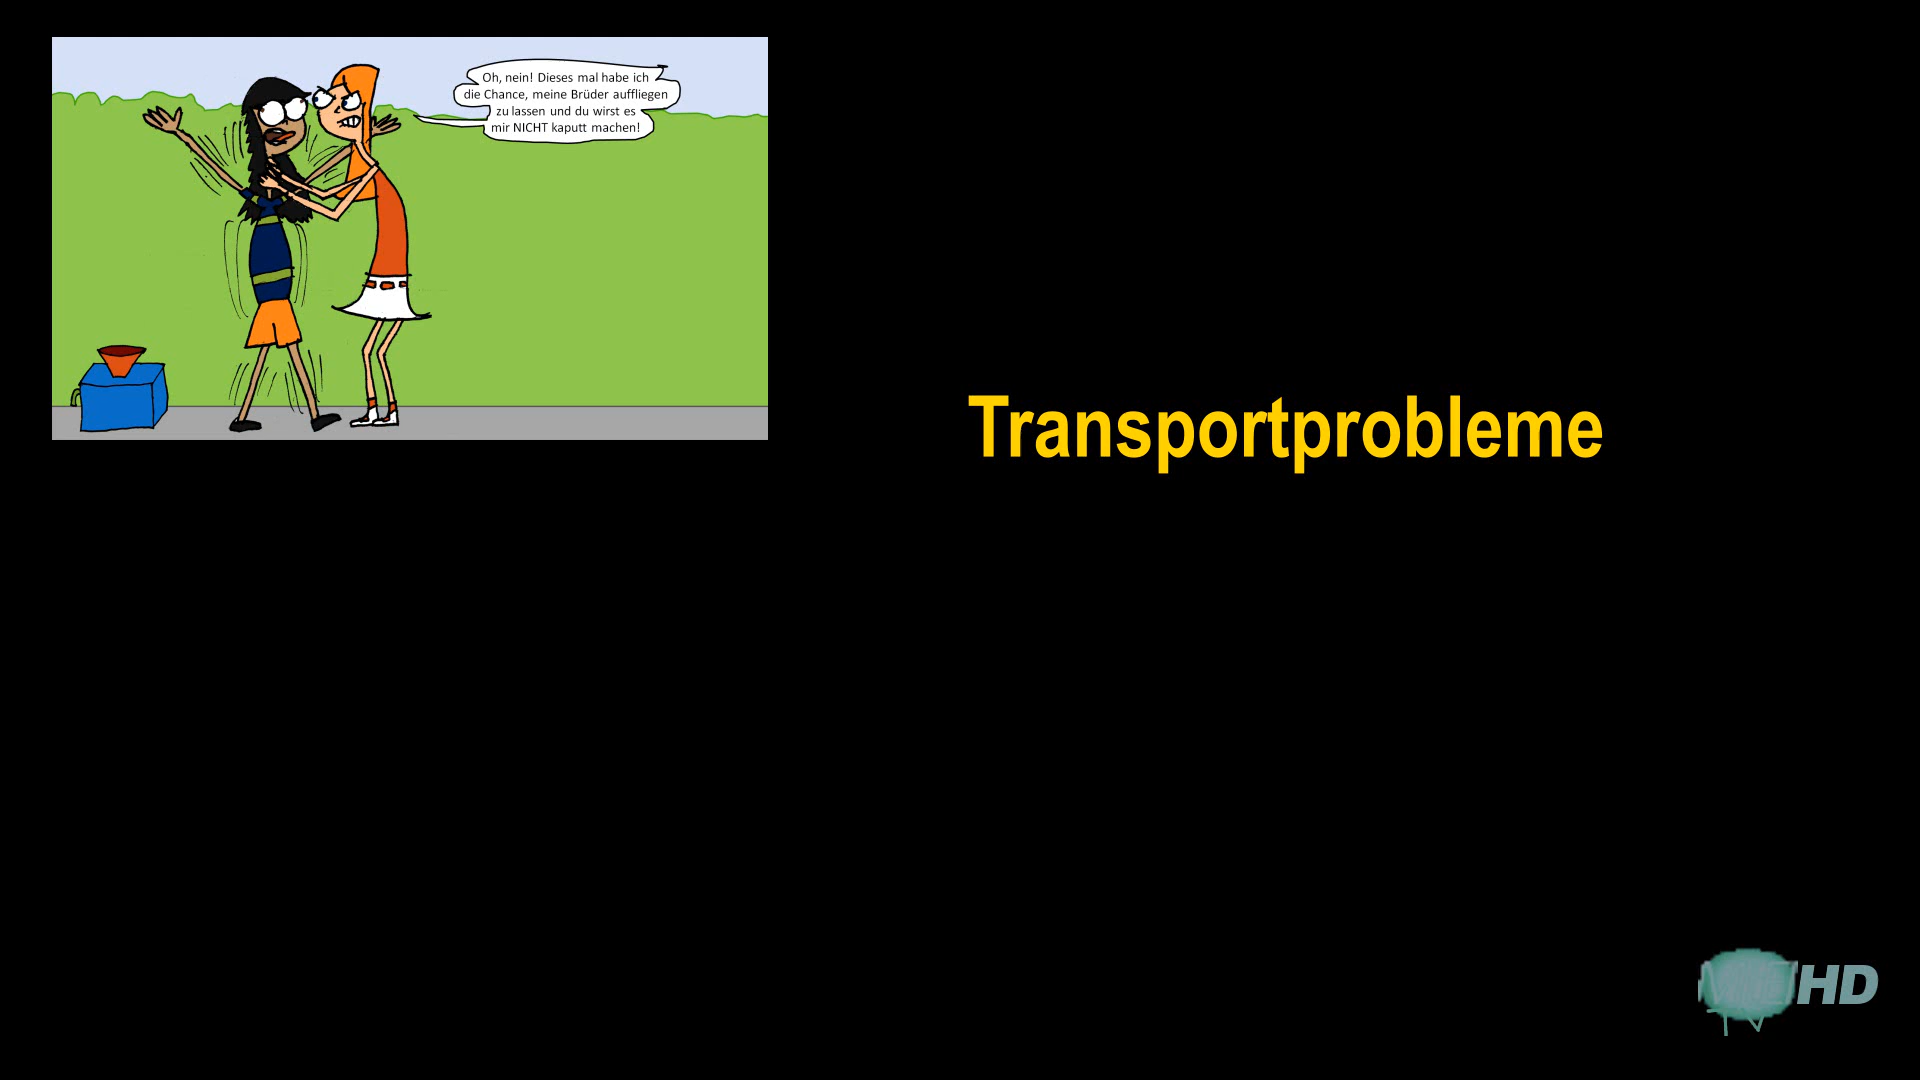 Oh, nein! Dieses mal habe ich
die Chance, meine Brüder auffliegen
zu lassen und du wirst es
mir NICHT kaputt machen!
Transportprobleme
HD
TV